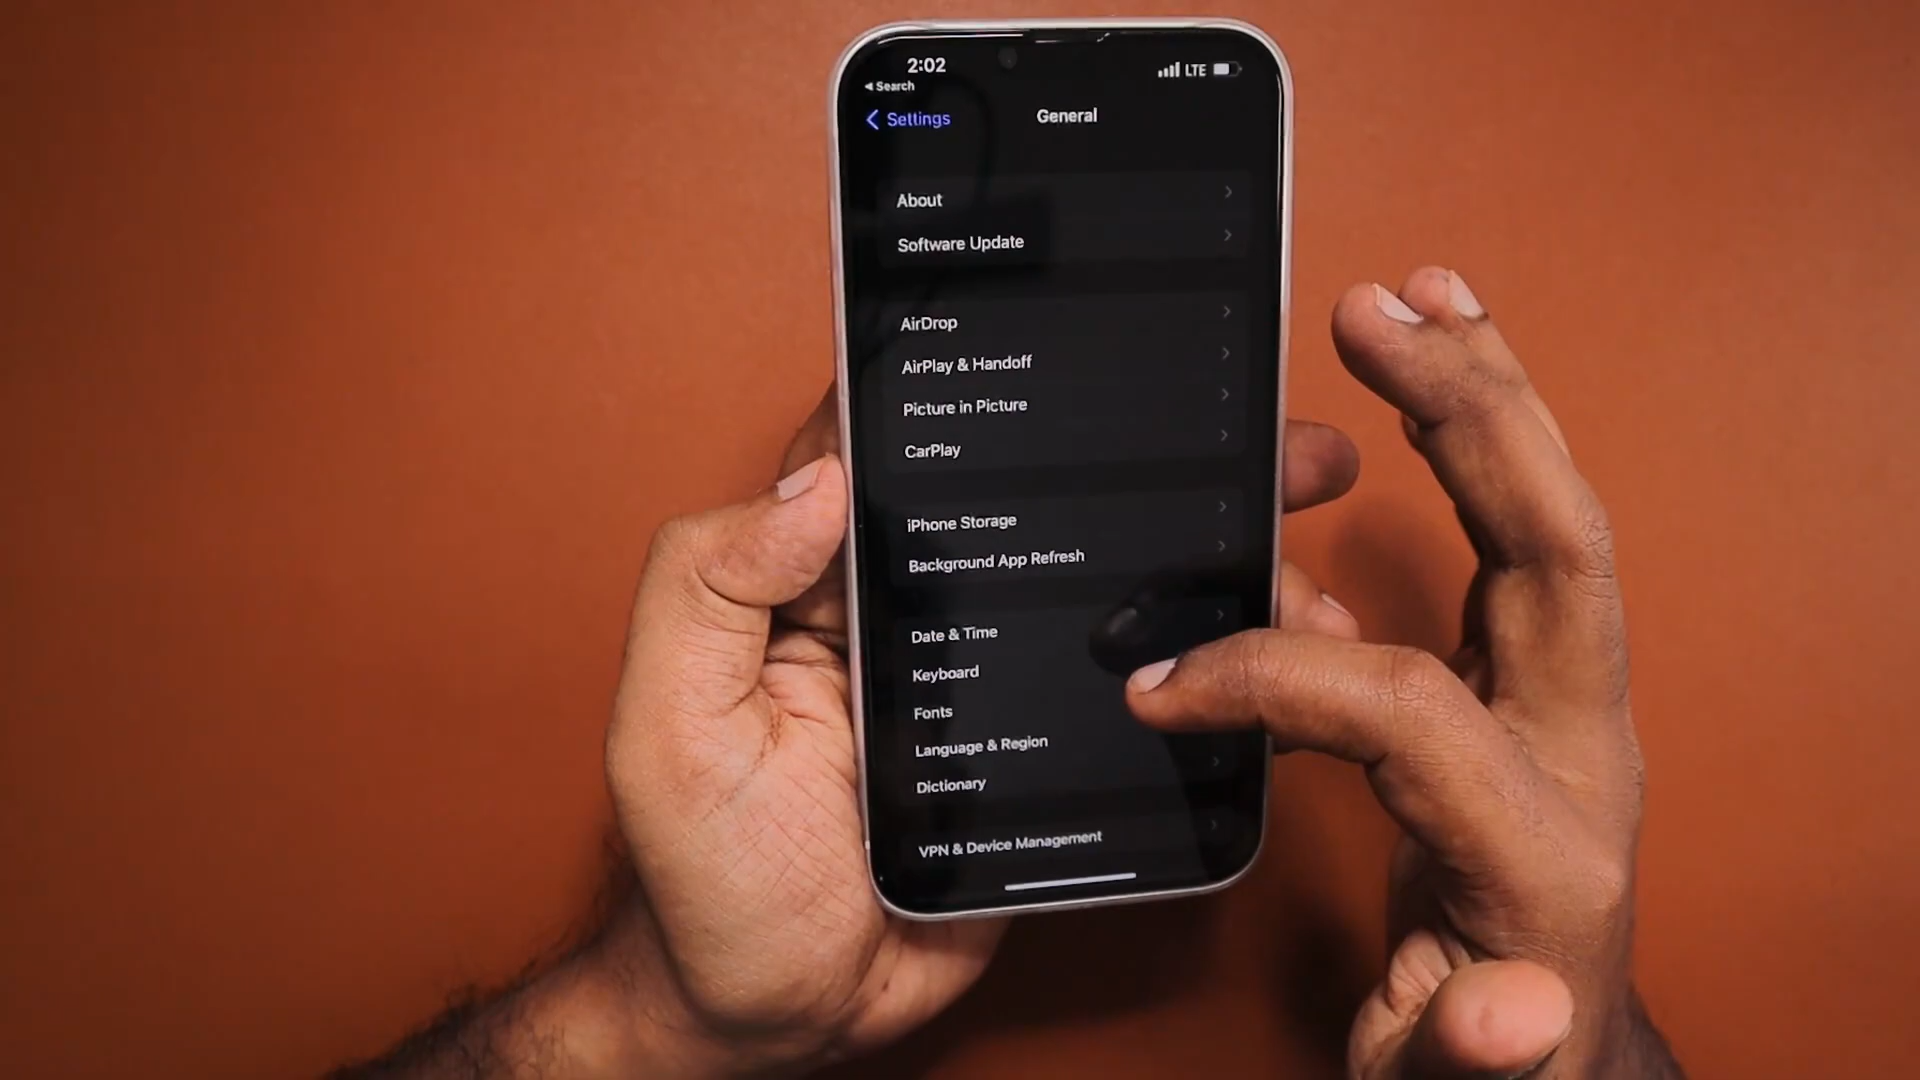 2:02
LTE
Search
Settings
General
About
Software Update
AirDrop
AirPlay & Handoff
Picture in Picture
CarPlay
iPhone Storage
Background App Refresh
Date & Time
Keyboard
Fonts
Language & Region
Dictionary
VPN & Device Management